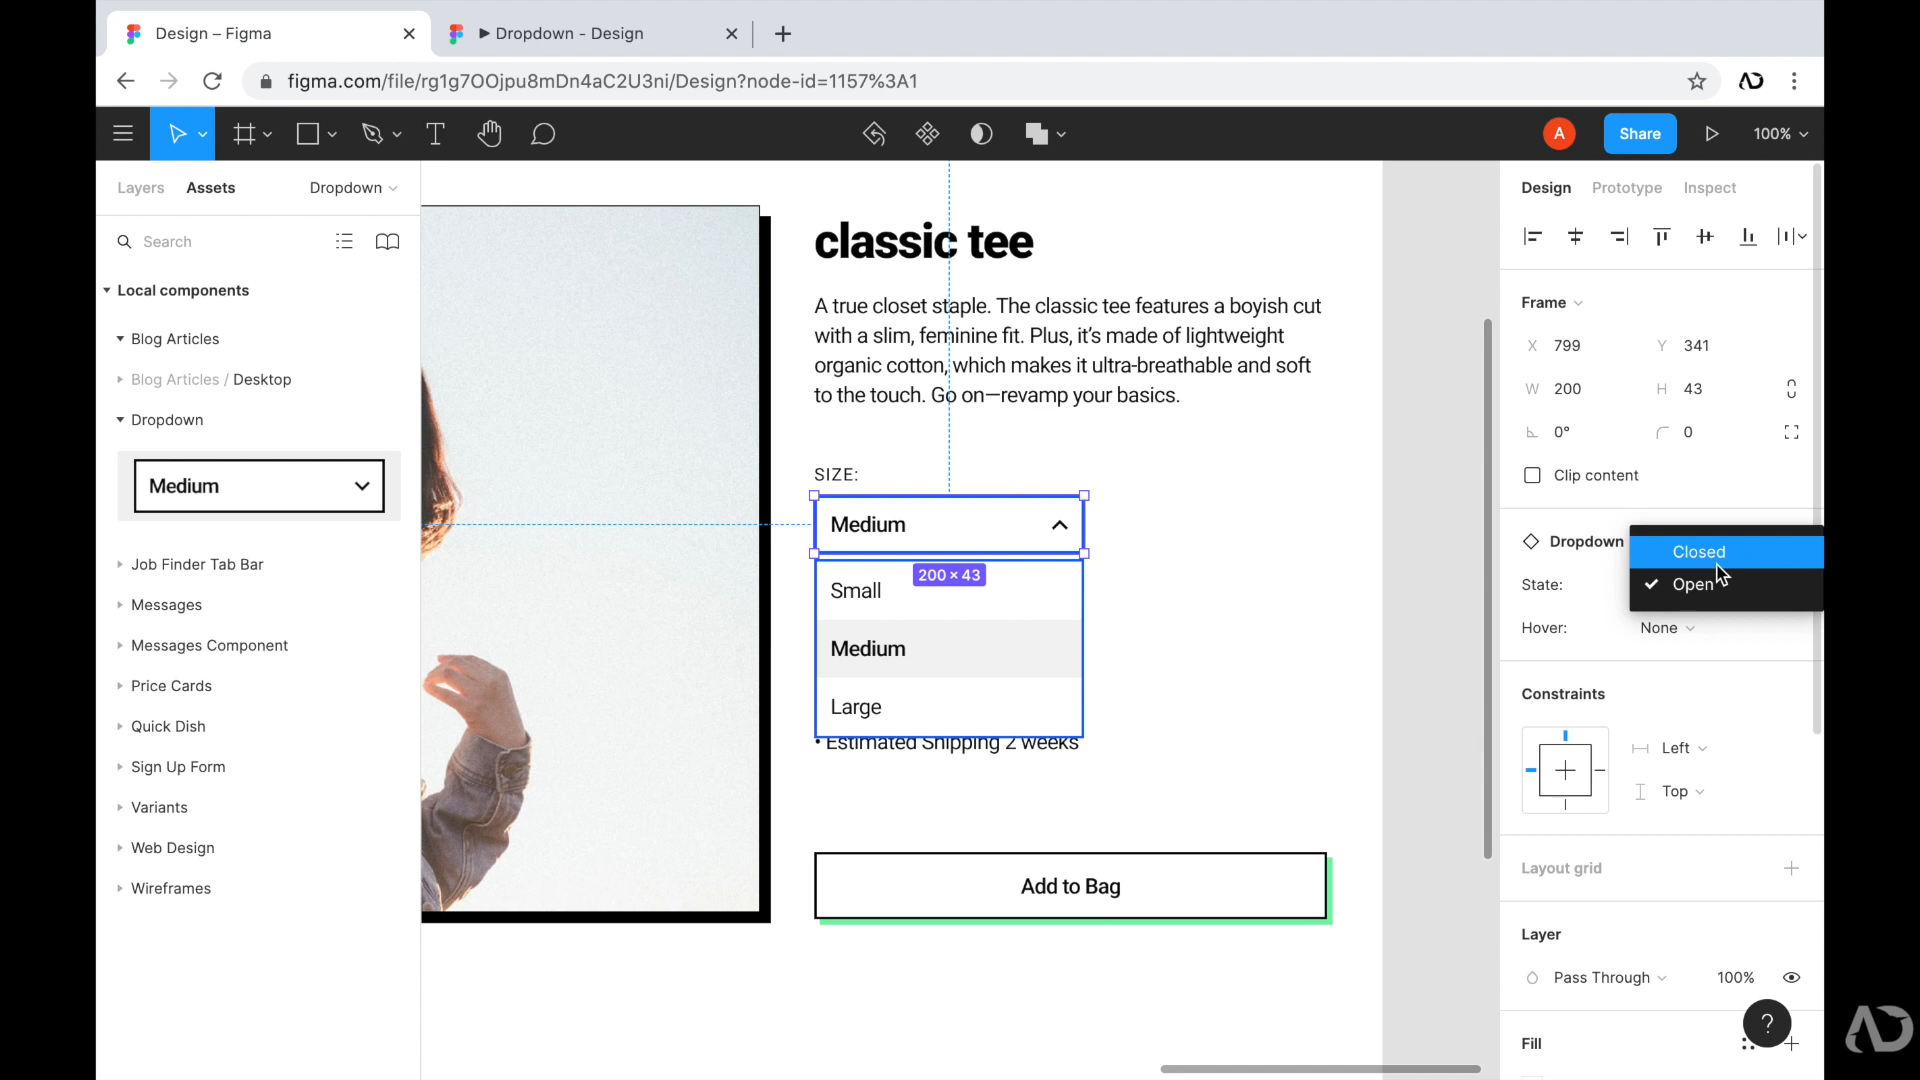 Design – Figma
Dropdown - Design
figma.com/file/rg1g7OOjpu8mDn4aC2U3ni/Design?node-id=1157%3A1
A
Share
100%
Layers
Assets
Dropdown
Search
Local components
Blog Articles
Blog Articles / Desktop
Dropdown
Medium
Job Finder Tab Bar
Messages
Messages Component
Price Cards
Quick Dish
Sign Up Form
Variants
Web Design
Wireframes
classic tee
A true closet staple. The classic tee features a boyish cut
with a slim, feminine fit. Plus, it’s made of lightweight
organic cotton, which makes it ultra-breathable and soft
to the touch. Go on—revamp your basics.
SIZE:
Medium
200 × 43
Small
Medium
Large
• Estimated Shipping 2 weeks
Add to Bag
Design
Prototype
Inspect
Frame
X 799
Y 341
W 200
H 43
0°
0
Clip content
Dropdown
Closed
State:
Open
Hover:
None
Constraints
Left
Top
Layout grid
Layer
Pass Through
100%
?
Fill